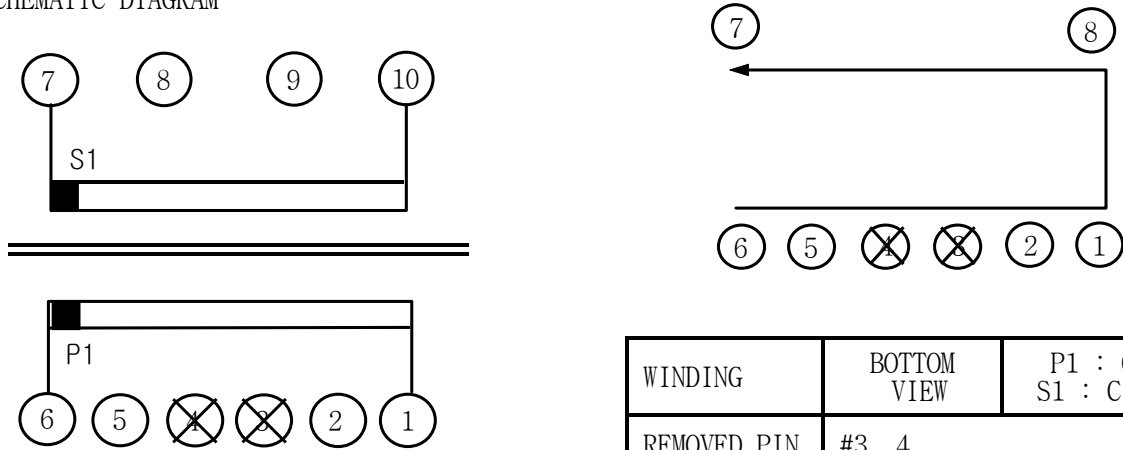 SCHEMATIC DIAGRAM
7 8 9 10
S1
P1
6 5 4 3 2 1
7 8
6 5 4 3 2 1
WINDING BOTTOM VIEW P1 :
S1 : C
REMOVED PIN #3 4